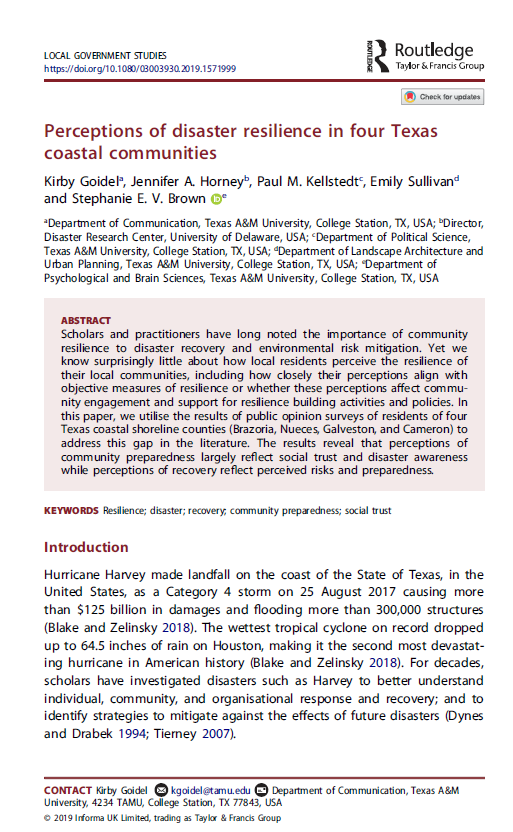 LOCAL GOVERNMENT STUDIES
https://doi.org/10.1080/03003930.2019.1571999
ROUTLEDGE
Routledge
Taylor & Francis Group
Check for updates
Perceptions of disaster resilience in four Texas
coastal communities
Kirby Goidelᵃ, Jennifer A. Horneyᵇ, Paul M. Kellstedtᶜ, Emily Sullivanᵈ
and Stephanie E. V. Brown iD ᵉ
ᵃDepartment of Communication, Texas A&M University, College Station, TX, USA; ᵇDirector,
Disaster Research Center, University of Delaware, USA; ᶜDepartment of Political Science,
Texas A&M University, College Station, TX, USA; ᵈDepartment of Landscape Architecture and
Urban Planning, Texas A&M University, College Station, TX, USA; ᵉDepartment of
Psychological and Brain Sciences, Texas A&M University, College Station, TX, USA
ABSTRACT
Scholars and practitioners have long noted the importance of community
resilience to disaster recovery and environmental risk mitigation. Yet we
know surprisingly little about how local residents perceive the resilience of
their local communities, including how closely their perceptions align with
objective measures of resilience or whether these perceptions affect commu-
nity engagement and support for resilience building activities and policies. In
this paper, we utilise the results of public opinion surveys of residents of four
Texas coastal shoreline counties (Brazoria, Nueces, Galveston, and Cameron) to
address this gap in the literature. The results reveal that perceptions of
community preparedness largely reflect social trust and disaster awareness
while perceptions of recovery reflect perceived risks and preparedness.
KEYWORDS Resilience; disaster; recovery; community preparedness; social trust
Introduction
Hurricane Harvey made landfall on the coast of the State of Texas, in the
United States, as a Category 4 storm on 25 August 2017 causing more
than $125 billion in damages and flooding more than 300,000 structures
(Blake and Zelinsky 2018). The wettest tropical cyclone on record dropped
up to 64.5 inches of rain on Houston, making it the second most devastat-
ing hurricane in American history (Blake and Zelinsky 2018). For decades,
scholars have investigated disasters such as Harvey to better understand
individual, community, and organisational response and recovery; and to
identify strategies to mitigate against the effects of future disasters (Dynes
and Drabek 1994; Tierney 2007).
CONTACT Kirby Goidel kgoidel@tamu.edu Department of Communication, Texas A&M
University, 4234 TAMU, College Station, TX 77843, USA
© 2019 Informa UK Limited, trading as Taylor & Francis Group